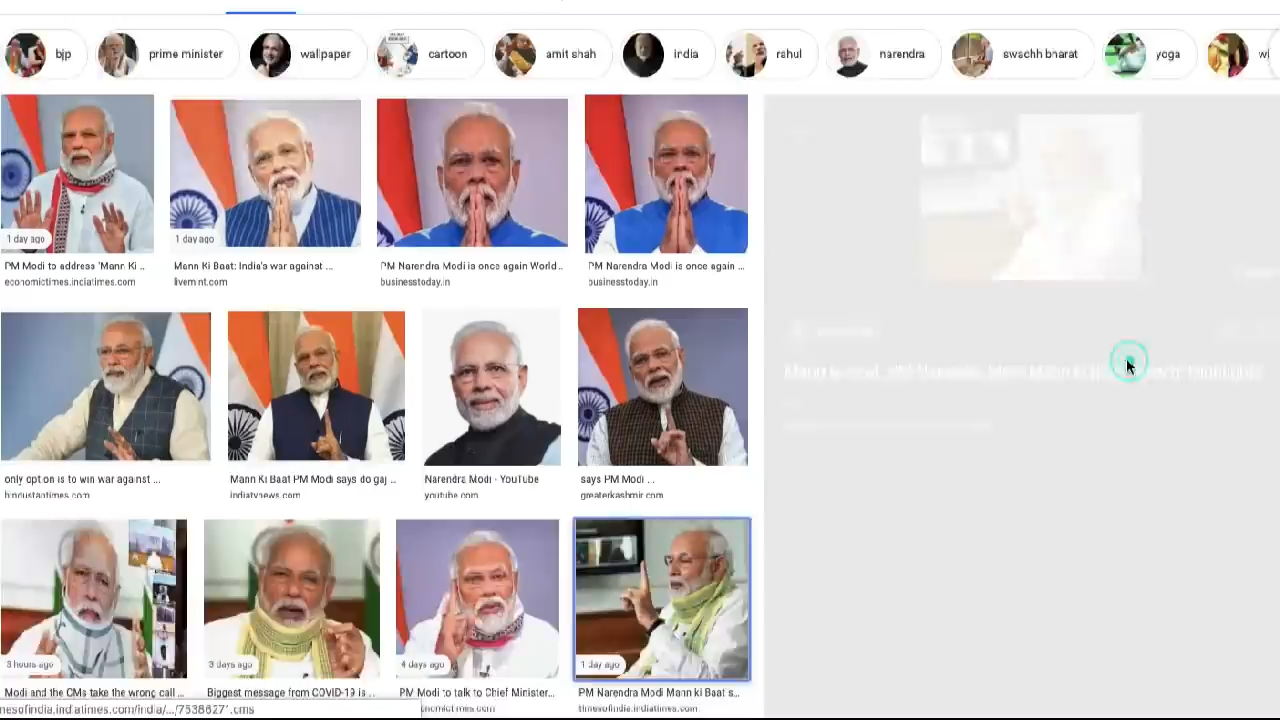 bjp
prime minister
wallpaper
cartoon
amit shah
india
rahul
narendra
swachh bharat
yoga
wi
1 day ago
1 day ago
PM Modi to address 'Mann Ki ..
Mann Ki Baat: India's war against ...
PM Narendra Modi is once again World..
PM Narendra Modi is once again ...
economictimes.indiatimes.com
livemint.com
businesstoday.in
businesstoday.in
only option is to win war against ...
Mann Ki Baat PM Modi says do gaj ..
Narendra Modi - YouTube
says PM Modi ...
hindustantimes.com
indiatvnews.com
youtube.com
greaterkashmir.com
3 hours ago
3 days ago
4 days ago
1 day ago
Modi and the CMs take the wrong call ...
Biggest message from COVID-19 is ..
PM Modi to talk to Chief Minister...
PM Narendra Modi Mann ki Baat s...
timesofindia.indiatimes.com